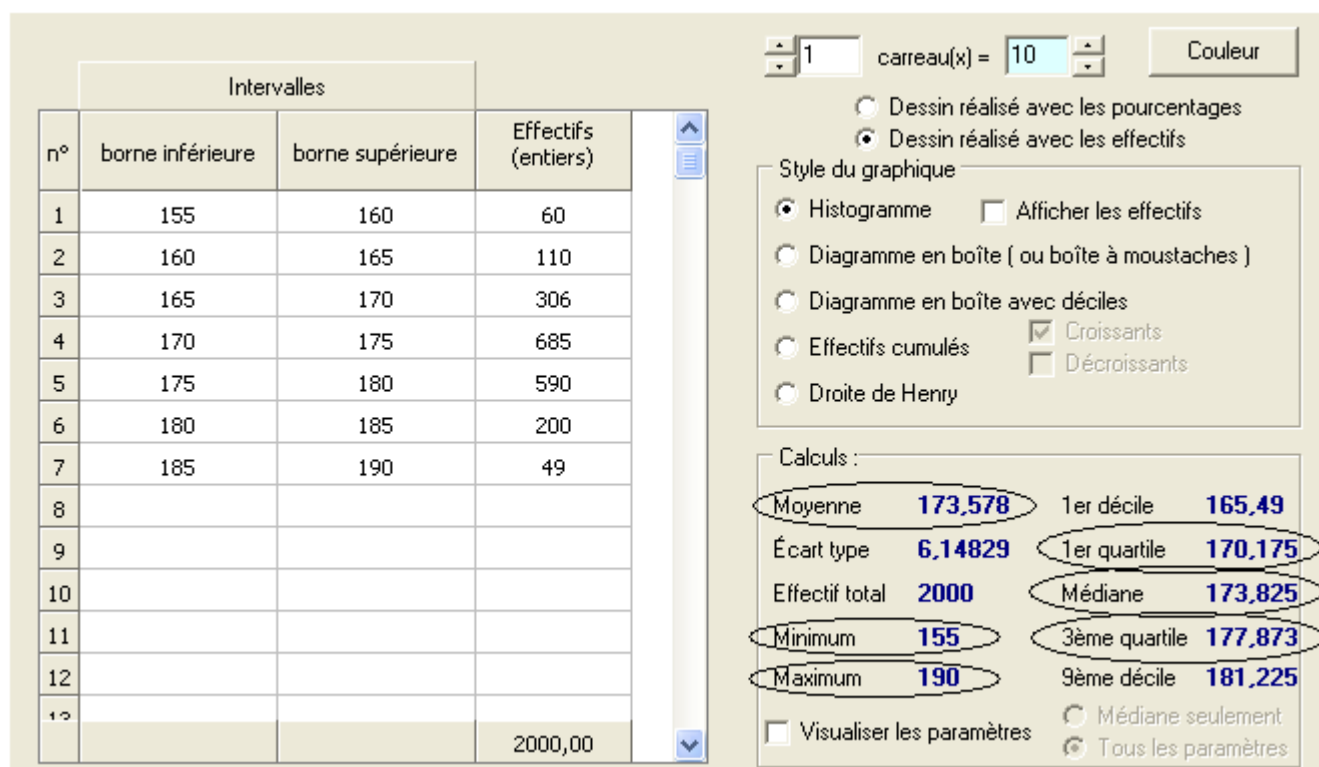 1 carreau(x) = 10 Couleur
Intervalles
Dessin réalisé avec les pourcentages
Dessin réalisé avec les effectifs
n° borne inférieure borne supérieure Effectifs (entiers)
1 155 160 60
2 160 165 110
3 165 170 306
4 170 175 685
5 175 180 590
6 180 185 200
7 185 190 49
8
9
10
11
12
13
2000,00
Style du graphique
Histogramme Afficher les effectifs
Diagramme en boîte ( ou boîte à moustaches )
Diagramme en boîte avec déciles
Effectifs cumulés Croissants
Décroissants
Droite de Henry
Calculs :
Moyenne 173,578 1er décile 165,49
Écart type 6,14829 1er quartile 170,175
Effectif total 2000 Médiane 173,825
Minimum 155 3ème quartile 177,873
Maximum 190 9ème décile 181,225
Visualiser les paramètres Médiane seulement
Tous les paramètres